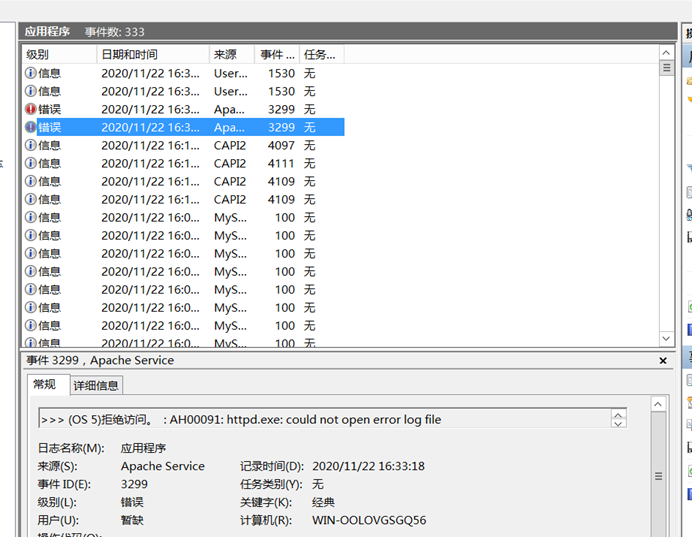 应用程序 事件数: 333
级别 日期和时间 来源 事件 ... 任务...
信息 2020/11/22 16:3... User... 1530 无
信息 2020/11/22 16:3... User... 1530 无
错误 2020/11/22 16:3... Apa... 3299 无
错误 2020/11/22 16:3... Apa... 3299 无
信息 2020/11/22 16:1... CAPI2 4097 无
信息 2020/11/22 16:1... CAPI2 4111 无
信息 2020/11/22 16:1... CAPI2 4109 无
信息 2020/11/22 16:1... CAPI2 4109 无
信息 2020/11/22 16:0... MyS... 100 无
信息 2020/11/22 16:0... MyS... 100 无
信息 2020/11/22 16:0... MyS... 100 无
信息 2020/11/22 16:0... MyS... 100 无
信息 2020/11/22 16:0... MyS... 100 无
信息 2020/11/22 16:0... MyS... 100 无
信息 2020/11/22 16:0... MyS... 100 无
信息 2020/11/22 16:0... MyS... 100 无
事件 3299，Apache Service
常规 详细信息
>>> (OS 5)拒绝访问。 : AH00091: httpd.exe: could not open error log file
日志名称(M): 应用程序
来源(S): Apache Service 记录时间(D): 2020/11/22 16:33:18
事件 ID(E): 3299 任务类别(Y): 无
级别(L): 错误 关键字(K): 经典
用户(U): 暂缺 计算机(R): WIN-OOLOVGSGQ56
操作代码(O):